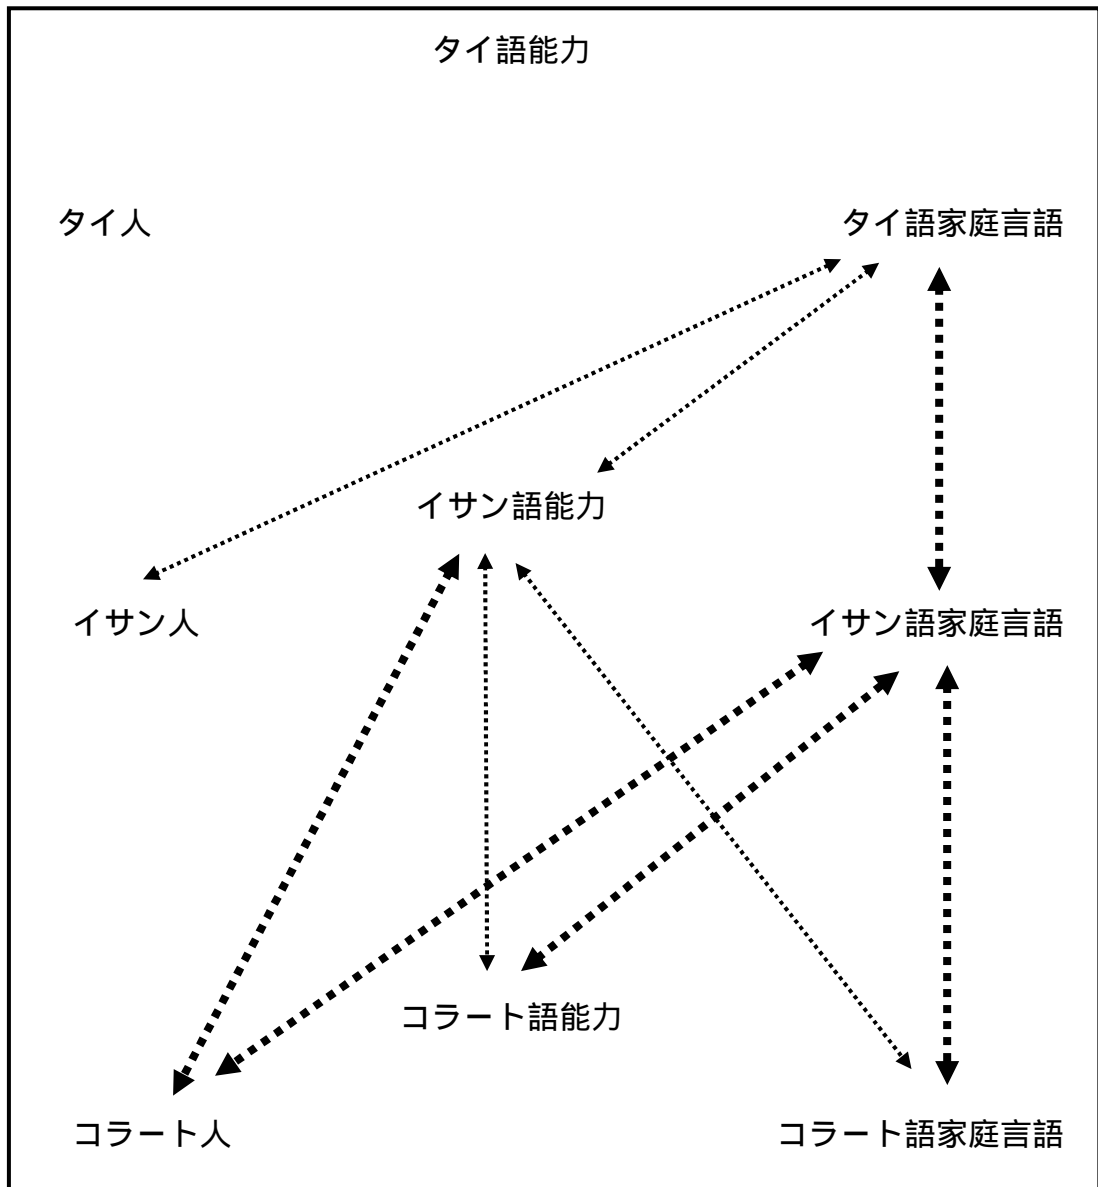 タイ語能力
タイ人
タイ語家庭言語
イサン語能力
イサン人
イサン語家庭言語
コラート語能力
コラート人
コラート語家庭言語